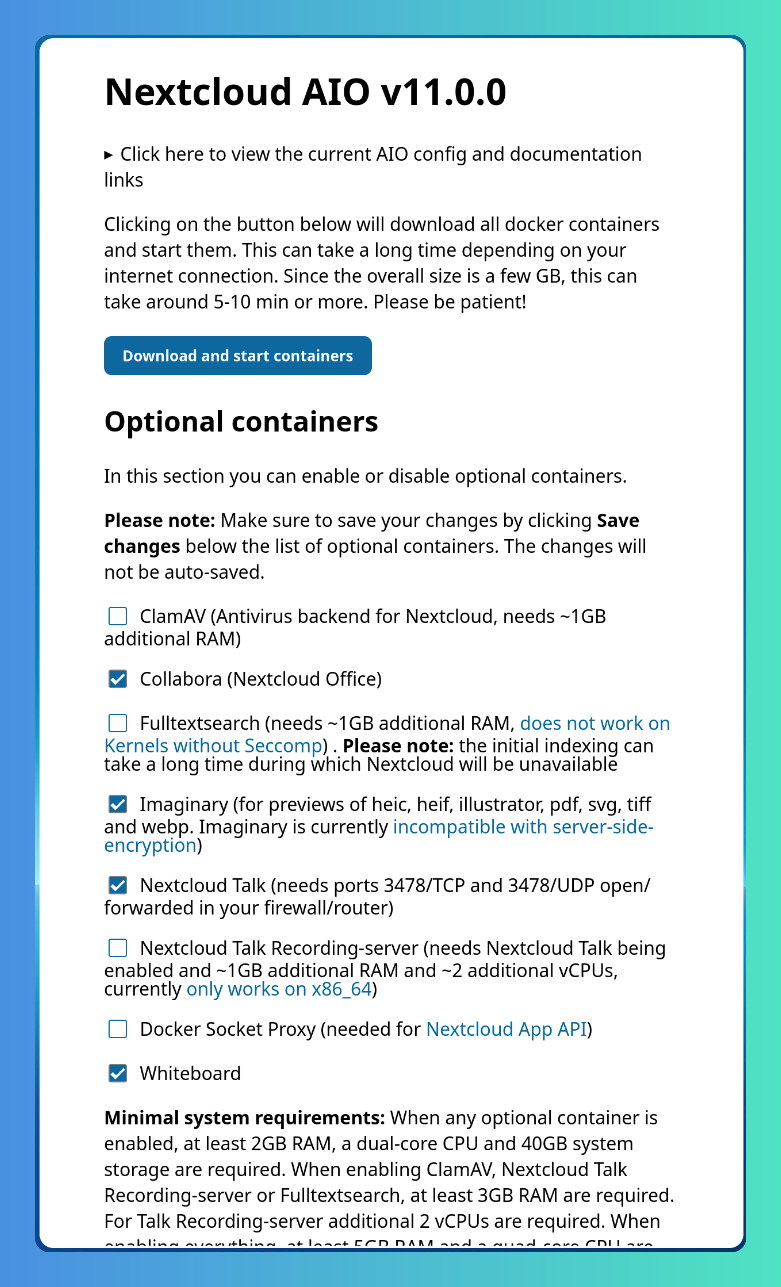 Nextcloud AIO v11.0.0
▸ Click here to view the current AIO config and documentation
links
Clicking on the button below will download all docker containers
and start them. This can take a long time depending on your
internet connection. Since the overall size is a few GB, this can
take around 5-10 min or more. Please be patient!
Download and start containers
Optional containers
In this section you can enable or disable optional containers.
Please note: Make sure to save your changes by clicking Save
changes below the list of optional containers. The changes will
not be auto-saved.
ClamAV (Antivirus backend for Nextcloud, needs ~1GB
additional RAM)
Collabora (Nextcloud Office)
Fulltextsearch (needs ~1GB additional RAM, does not work on
Kernels without Seccomp) . Please note: the initial indexing can
take a long time during which Nextcloud will be unavailable
Imaginary (for previews of heic, heif, illustrator, pdf, svg, tiff
and webp. Imaginary is currently incompatible with server-side-
encryption)
Nextcloud Talk (needs ports 3478/TCP and 3478/UDP open/
forwarded in your firewall/router)
Nextcloud Talk Recording-server (needs Nextcloud Talk being
enabled and ~1GB additional RAM and ~2 additional vCPUs,
currently only works on x86_64)
Docker Socket Proxy (needed for Nextcloud App API)
Whiteboard
Minimal system requirements: When any optional container is
enabled, at least 2GB RAM, a dual-core CPU and 40GB system
storage are required. When enabling ClamAV, Nextcloud Talk
Recording-server or Fulltextsearch, at least 3GB RAM are required.
For Talk Recording-server additional 2 vCPUs are required. When
enabling everything, at least 5GB RAM and a quad-core CPU are